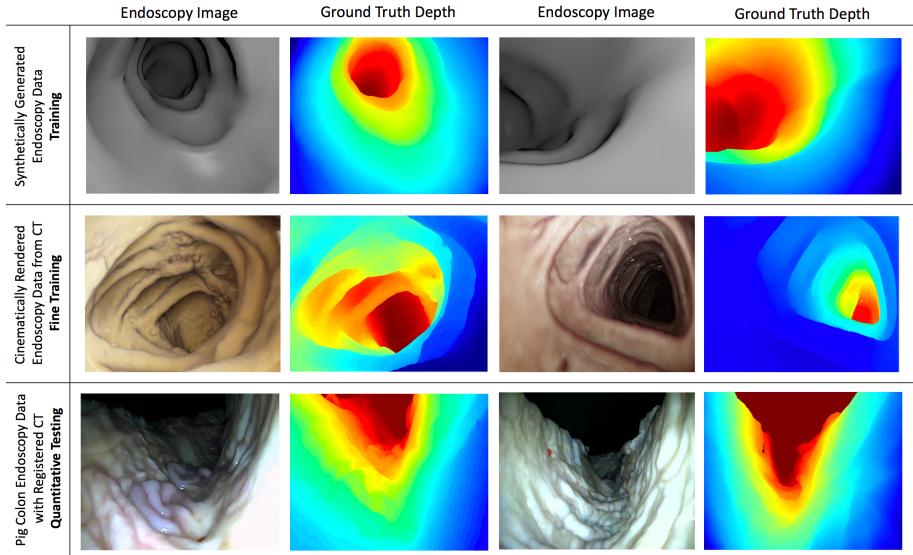 Endoscopy Image
Ground Truth Depth
Endoscopy Image
Ground Truth Depth
Synthetically Generated
Endoscopy Data
Training
Cinematically Rendered
Endoscopy Data from CT
Fine Training
Pig Colon Endoscopy Data
with Registered CT
Quantitative Testing